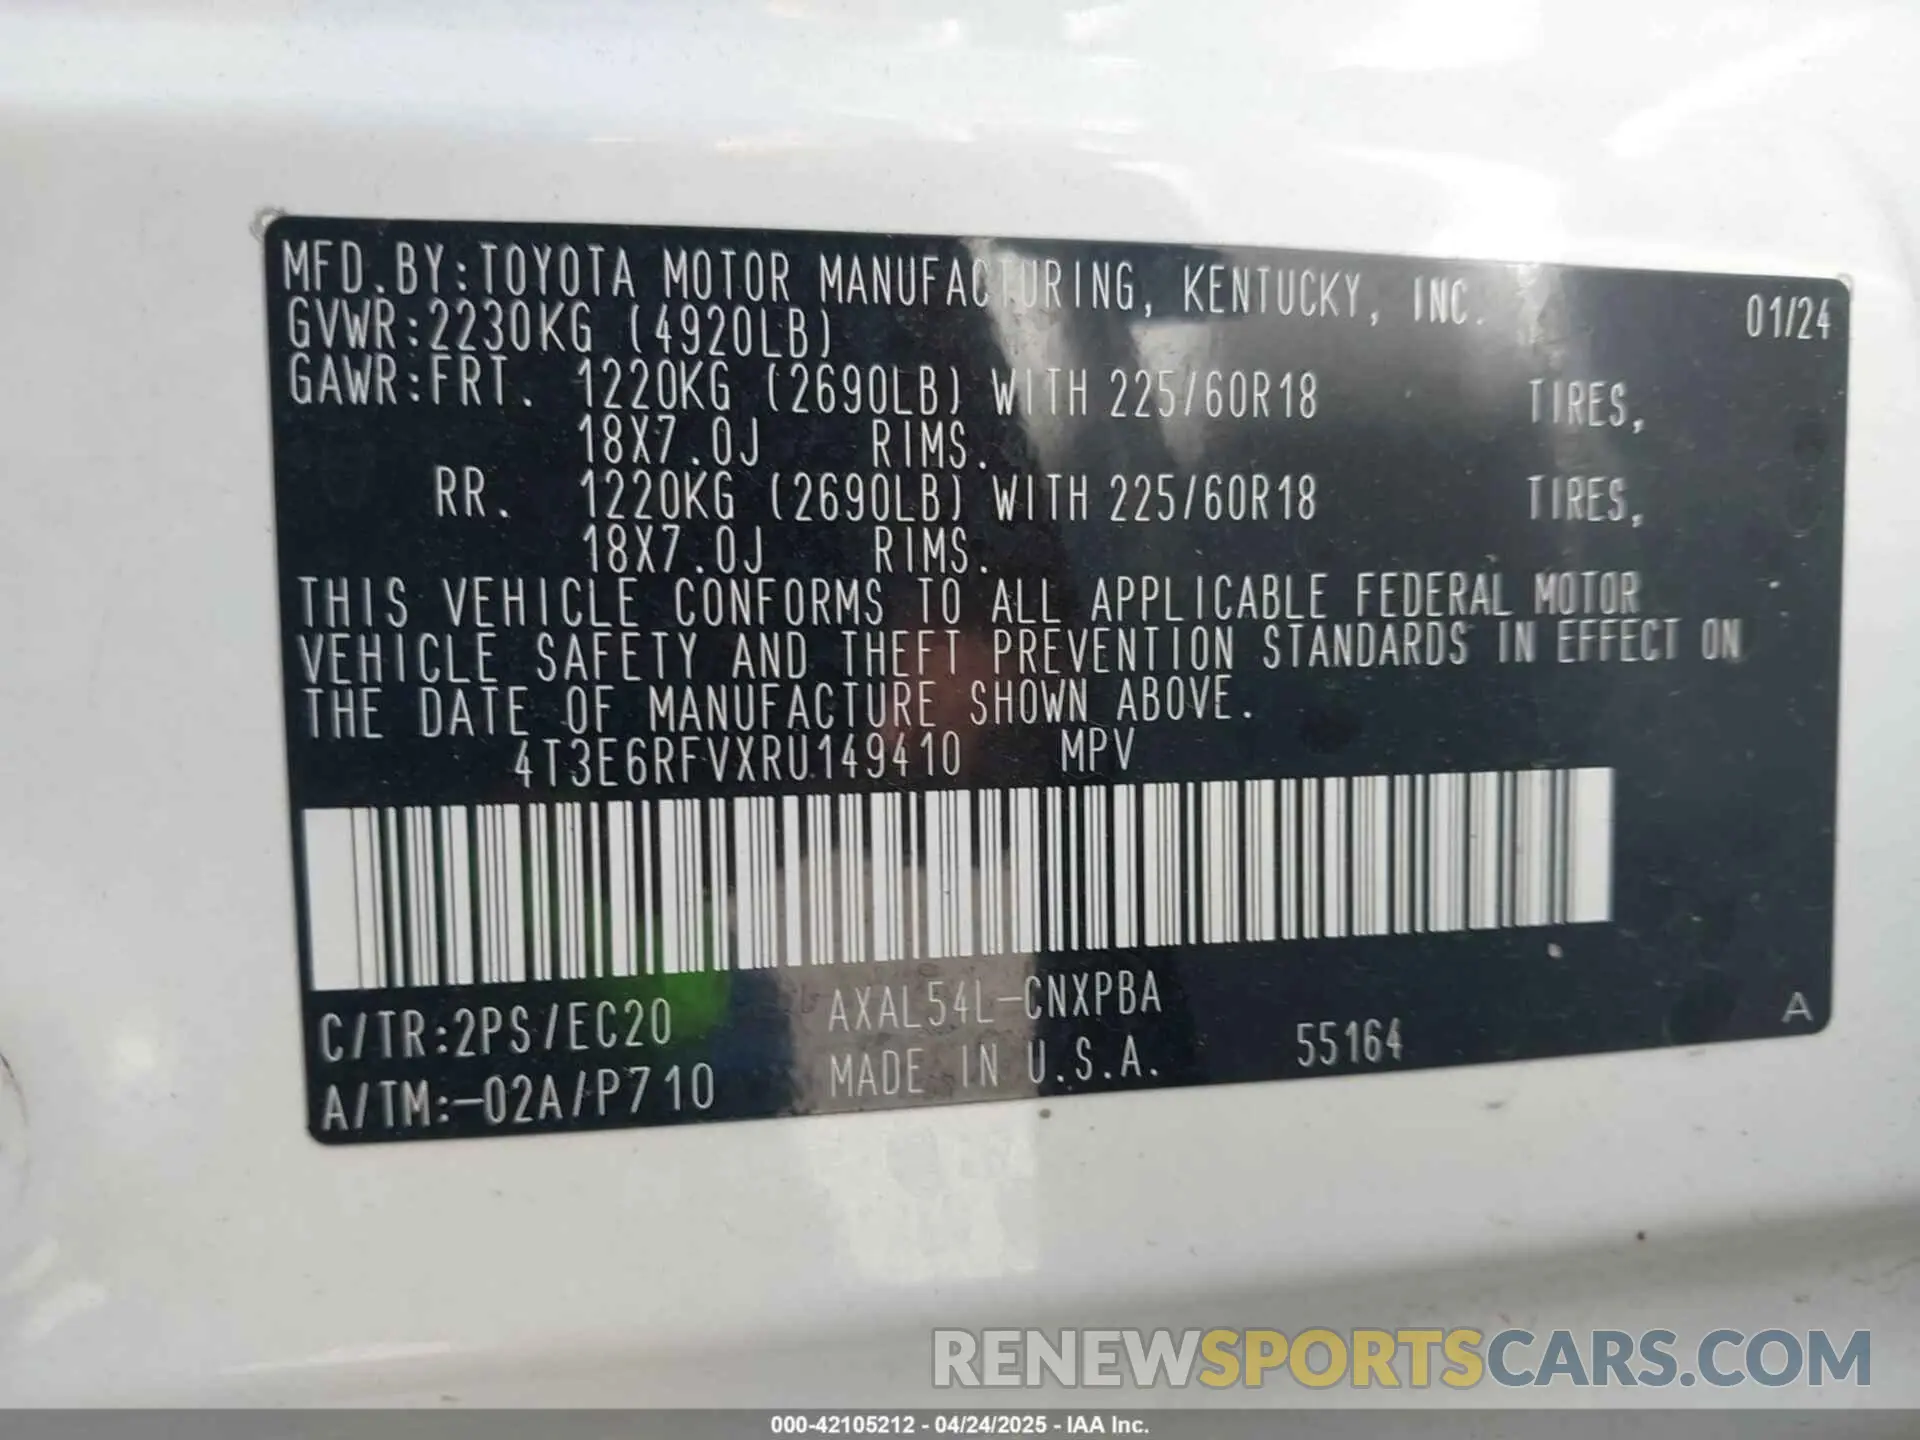 MFD.BY:TOYOTA MOTOR MANUFACTURING, KENTUCKY, INC. 01/24
GVWR:2230KG (4920LB)
GAWR:FRT. 1220KG (2690LB) WITH 225/60R18 TIRES,
18X7.0J RIMS.
RR. 1220KG (2690LB) WITH 225/60R18 TIRES,
18X7.0J RIMS.
THIS VEHICLE CONFORMS TO ALL APPLICABLE FEDERAL MOTOR
VEHICLE SAFETY AND THEFT PREVENTION STANDARDS IN EFFECT ON
THE DATE OF MANUFACTURE SHOWN ABOVE.
4T3E6RFVXRU149410 MPV
C/TR:2PS/EC20 AXAL54L-CNXPBA A
A/TM:-02A/P710 MADE IN U.S.A. 55164
RENEWSPORTSCARS.COM
000-42105212 - 04/24/2025 - IAA Inc.